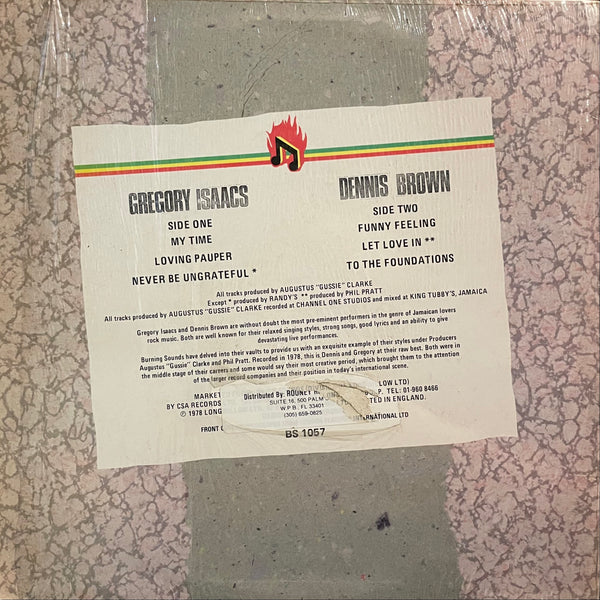 GREGORY ISAACS
SIDE ONE
MY TIME
LOVING PAUPER
NEVER BE UNGRATEFUL *
DENNIS BROWN
SIDE TWO
FUNNY FEELING
LET LOVE IN **
TO THE FOUNDATIONS
All tracks produced by AUGUSTUS "GUSSIE" CLARKE
Except * produced by RANDY'S ** produced by PHIL PRATT
All tracks produced by AUGUSTUS "GUSSIE" CLARKE recorded at CHANNEL ONE STUDIOS and mixed at KING TUBBY'S, JAMAICA
Gregory Isaacs and Dennis Brown are without doubt the most pre-eminent performers in the genre of Jamaican lovers
rock music. Both are well known for their relaxed singing styles, strong songs, good lyrics and an ability to give
devastating live performances.
Burning Sounds have delved into their vaults to provide us with an exquisite example of their styles under Producers
Augustus "Gussie" Clarke and Phil Pratt. Recorded in 1978, this is Dennis and Gregory at their raw best. Both were in
the middle stage of their careers and some would say their most creative period, which brought them to the attention
of the larger record companies and their position in today's international scene.
MARKETED LOW LTD)
BY CSA RECORDS P. TEL: 01-960 8466
℗ 1978 LONG TED IN ENGLAND.
Distributed By: ROUNEY
SUITE 16, 500 PALM
W.P.B. FL 33401
(305) 659-0825
FRONT INTERNATIONAL LTD
BS 1057